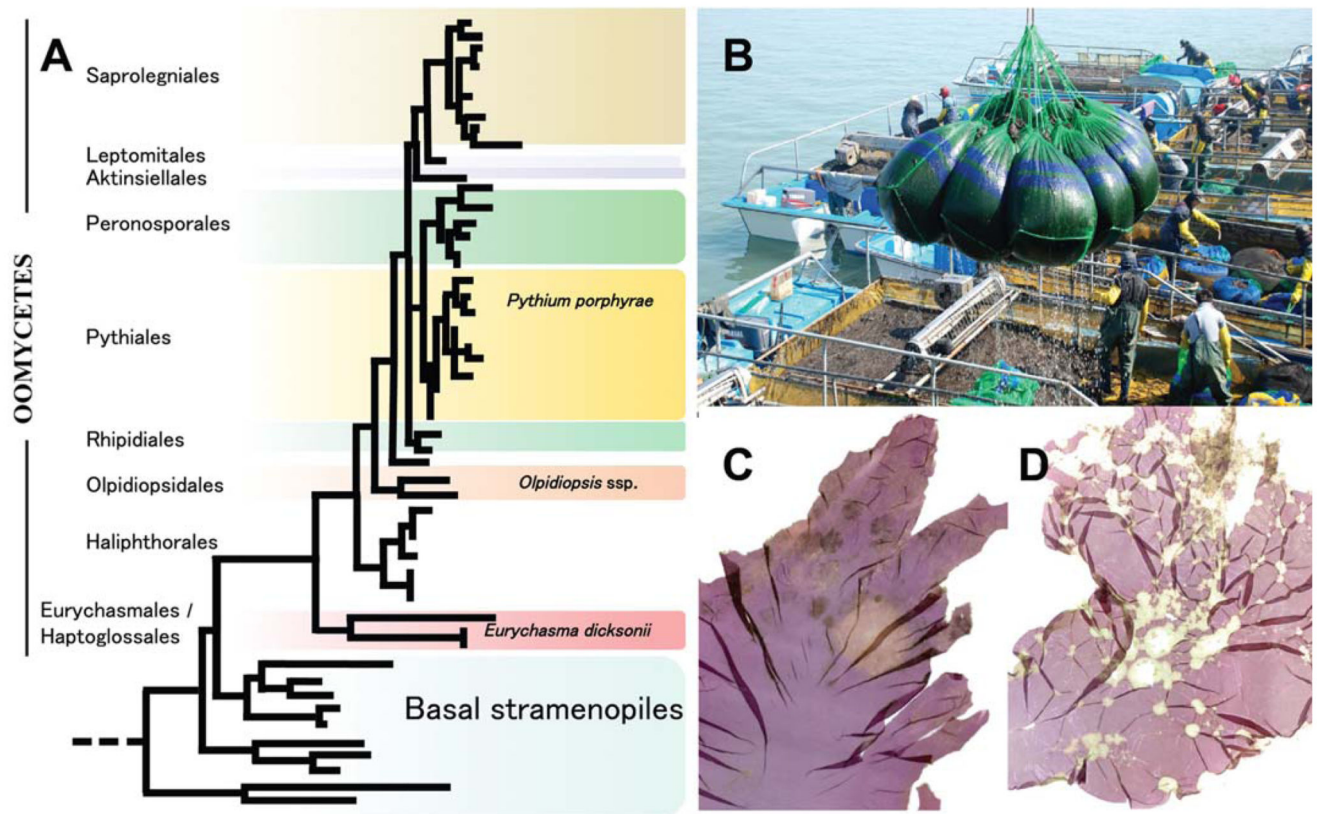 A
Saprolegniales
Leptomitales
Aktinsiellales
Peronosporales
Pythium porphyrae
Pythiales
Rhipidiales
Olpidiopsidales
Olpidiopsis ssp.
Haliphthorales
Eurychasmales /
Haptoglossales
Eurychasma dicksonii
Basal stramenopiles
OOMYCETES
B
C
D